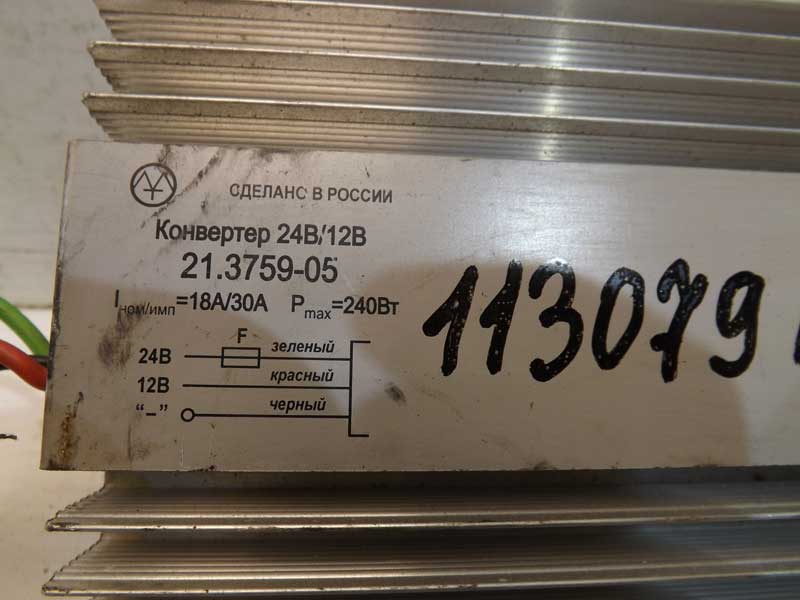 СДЕЛАНО В РОССИИ
Конвертер 24В/12В
21.3759-05
Iном/имп=18А/30А Pmax=240Вт
F
24В зеленый
12В красный
“–” черный
113079